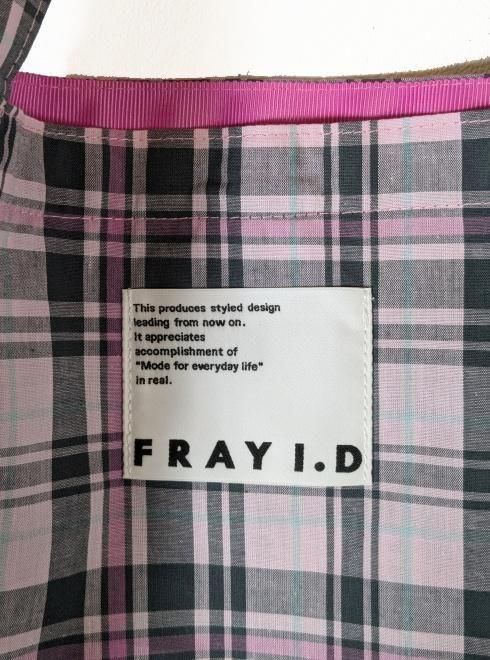 This produces styled design
leading from now on.
It appreciates
accomplishment of
"Mode for everyday life"
in real.
FRAY I.D